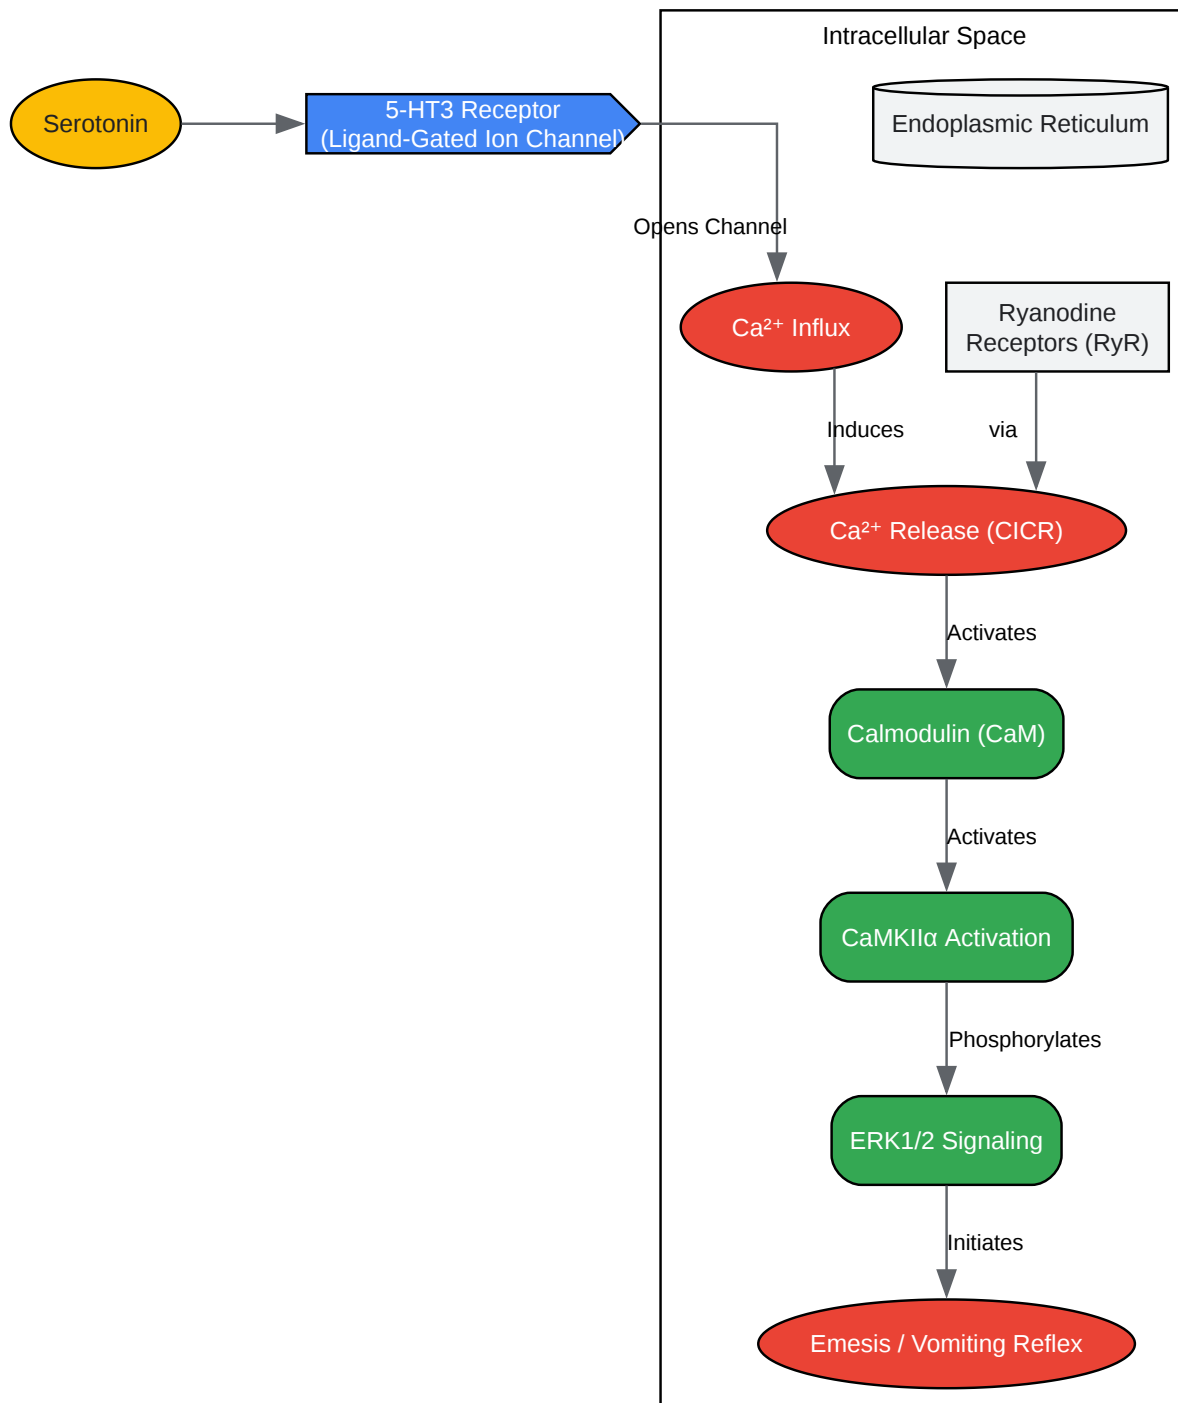 Intracellular Space
Serotonin
5-HT3 Receptor
(Ligand-Gated Ion Channel)
Endoplasmic Reticulum
Opens Channel
Ca²⁺ Influx
Ryanodine
Receptors (RyR)
Induces
via
Ca²⁺ Release (CICR)
Activates
Calmodulin (CaM)
Activates
CaMKIIα Activation
Phosphorylates
ERK1/2 Signaling
Initiates
Emesis / Vomiting Reflex